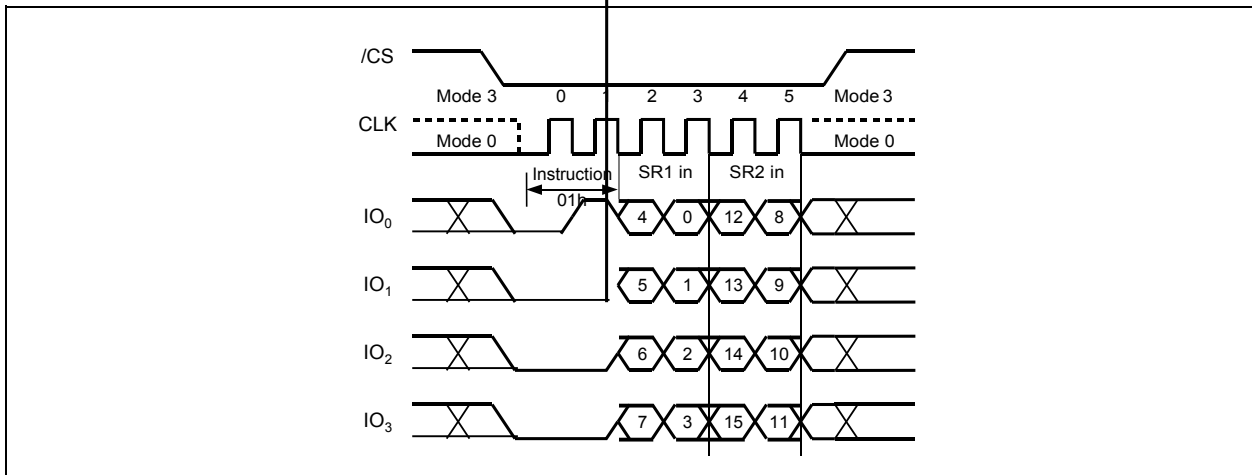 /CS
Mode 3 0 1 2 3 4 5 Mode 3
CLK
Mode 0 Mode 0
Instruction SR1 in SR2 in
01h
IO0 4 0 12 8
IO1 5 1 13 9
IO2 6 2 14 10
IO3 7 3 15 11